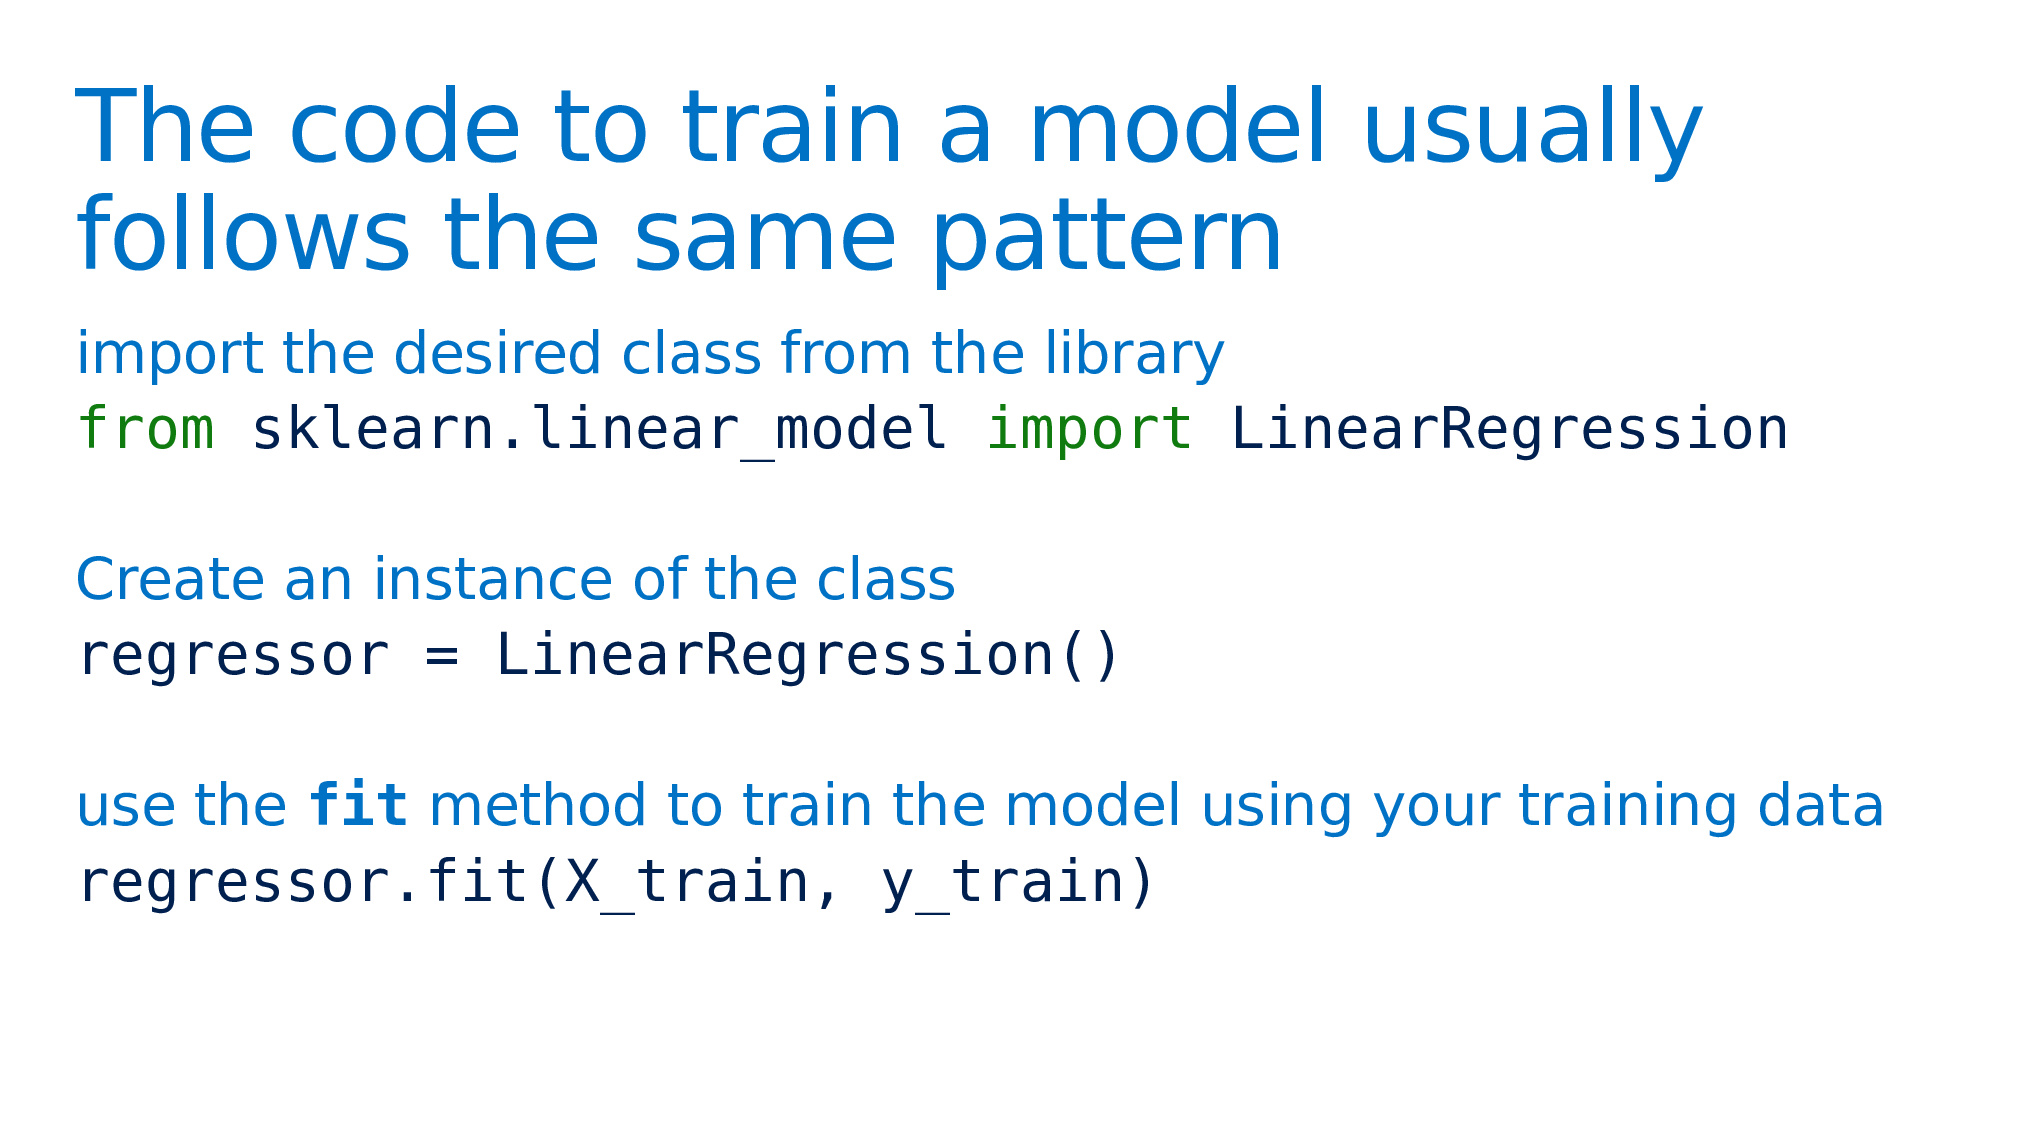 The code to train a model usually
follows the same pattern
import the desired class from the library
from sklearn.linear_model import LinearRegression
Create an instance of the class
regressor = LinearRegression()
use the fit method to train the model using your training data
regressor.fit(X_train, y_train)